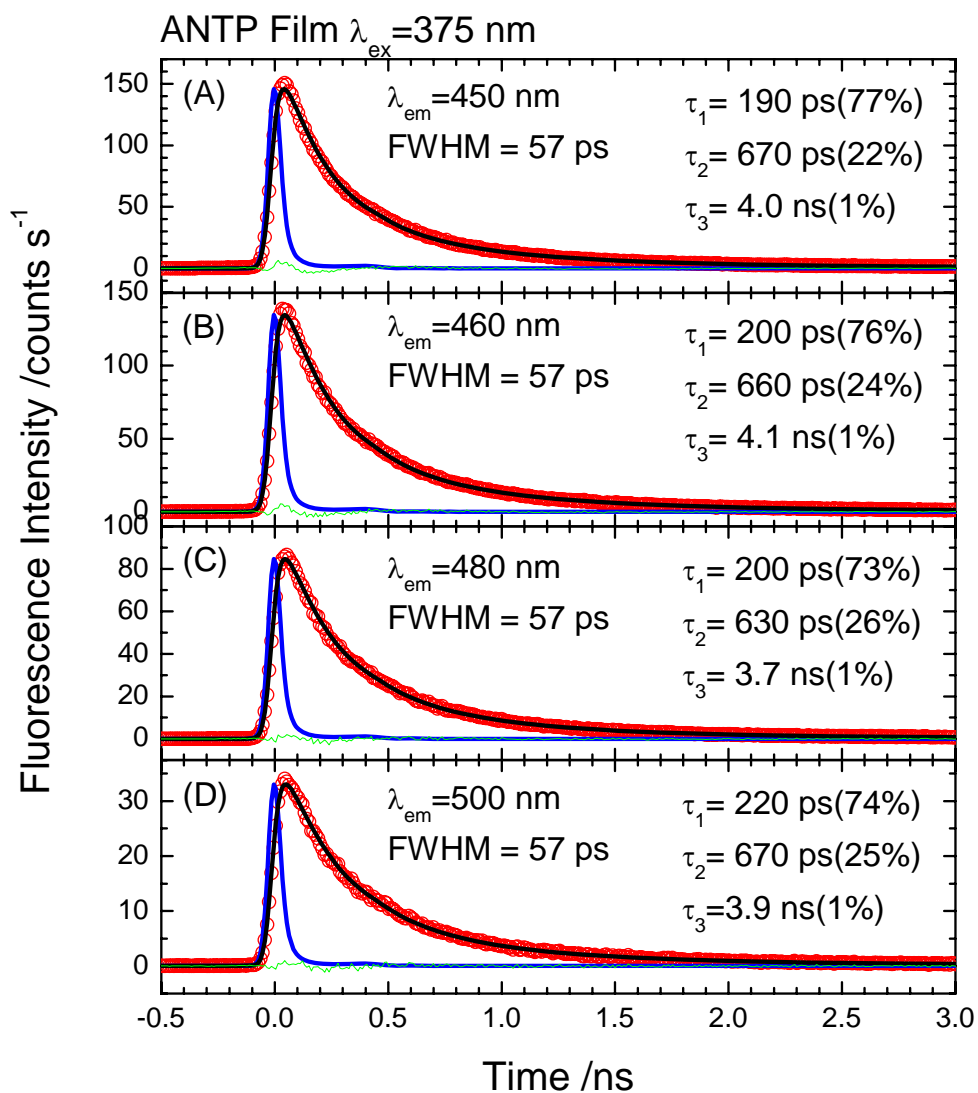 ANTP Film λex=375 nm
Fluorescence Intensity /counts s-1
(A)
λem=450 nm
FWHM = 57 ps
τ1= 190 ps(77%)
τ2= 670 ps(22%)
τ3= 4.0 ns(1%)
150
100
50
0
(B)
λem=460 nm
FWHM = 57 ps
τ1= 200 ps(76%)
τ2= 660 ps(24%)
τ3= 4.1 ns(1%)
150
100
50
0
(C)
λem=480 nm
FWHM = 57 ps
τ1= 200 ps(73%)
τ2= 630 ps(26%)
τ3= 3.7 ns(1%)
100
80
60
40
20
0
(D)
λem=500 nm
FWHM = 57 ps
τ1= 220 ps(74%)
τ2= 670 ps(25%)
τ3=3.9 ns(1%)
30
20
10
0
-0.5 0.0 0.5 1.0 1.5 2.0 2.5 3.0
Time /ns